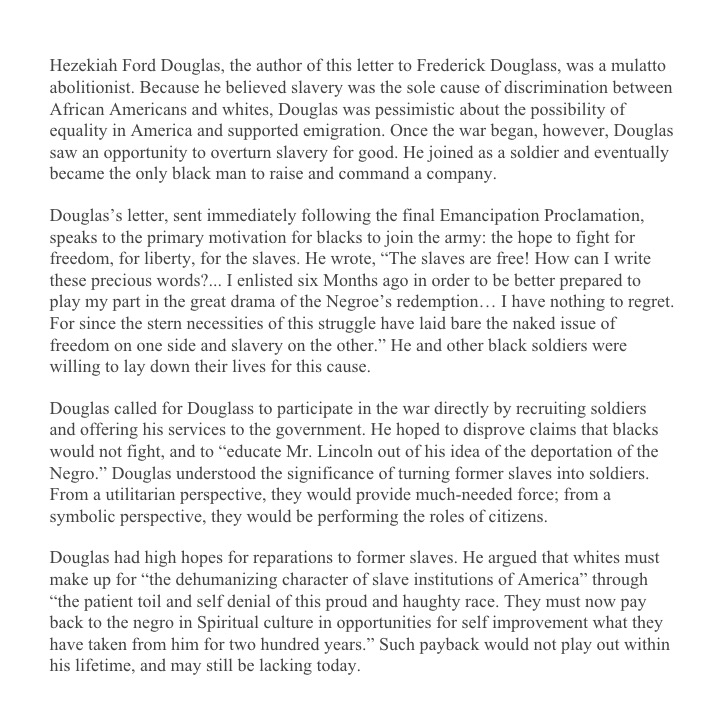 Hezekiah Ford Douglas, the author of this letter to Frederick Douglass, was a mulatto
abolitionist. Because he believed slavery was the sole cause of discrimination between
African Americans and whites, Douglas was pessimistic about the possibility of
equality in America and supported emigration. Once the war began, however, Douglas
saw an opportunity to overturn slavery for good. He joined as a soldier and eventually
became the only black man to raise and command a company.
Douglas’s letter, sent immediately following the final Emancipation Proclamation,
speaks to the primary motivation for blacks to join the army: the hope to fight for
freedom, for liberty, for the slaves. He wrote, “The slaves are free! How can I write
these precious words?... I enlisted six Months ago in order to be better prepared to
play my part in the great drama of the Negroe’s redemption… I have nothing to regret.
For since the stern necessities of this struggle have laid bare the naked issue of
freedom on one side and slavery on the other.” He and other black soldiers were
willing to lay down their lives for this cause.
Douglas called for Douglass to participate in the war directly by recruiting soldiers
and offering his services to the government. He hoped to disprove claims that blacks
would not fight, and to “educate Mr. Lincoln out of his idea of the deportation of the
Negro.” Douglas understood the significance of turning former slaves into soldiers.
From a utilitarian perspective, they would provide much-needed force; from a
symbolic perspective, they would be performing the roles of citizens.
Douglas had high hopes for reparations to former slaves. He argued that whites must
make up for “the dehumanizing character of slave institutions of America” through
“the patient toil and self denial of this proud and haughty race. They must now pay
back to the negro in Spiritual culture in opportunities for self improvement what they
have taken from him for two hundred years.” Such payback would not play out within
his lifetime, and may still be lacking today.